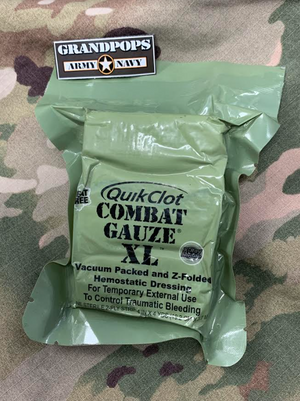 GRANDPOPS
ARMY NAVY
QuikClot
COMBAT
GAUZE®
XL
Vacuum Packed and Z-Folded
Hemostatic Dressing
For Temporary External Use
To Control Traumatic Bleeding